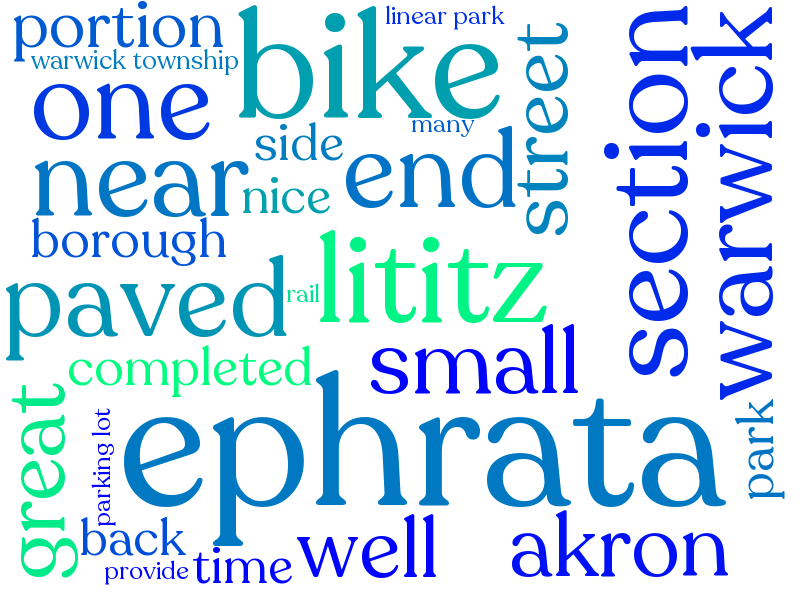 portion
linear park
bike
warwick township
one
many
street
section
warwick
side
near
nice
end
borough
lititz
paved
rail
completed
small
great
parking lot
ephrata
park
back
provide
time
well
akron